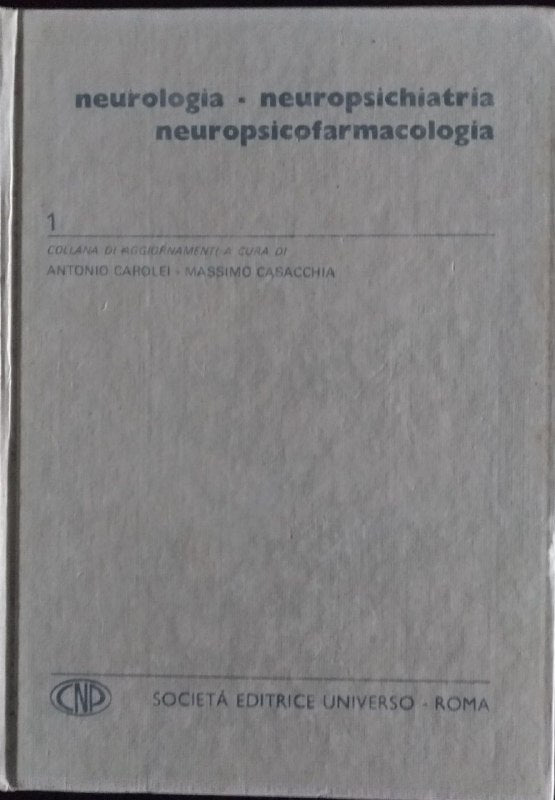 neurologia • neuropsichiatria
neuropsicofarmacologia
1
COLLANA DI AGGIORNAMENTI A CURA DI
ANTONIO CAROLEI • MASSIMO CASACCHIA
CNP
SOCIETÁ EDITRICE UNIVERSO - ROMA